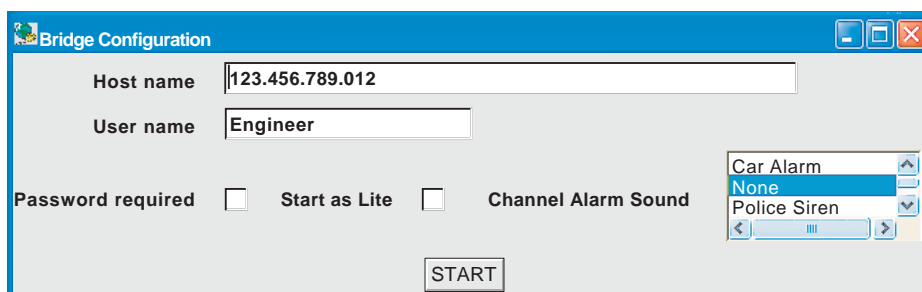 Bridge Configuration
Host name 123.456.789.012
User name Engineer
Password required Start as Lite Channel Alarm Sound
Car Alarm
None
Police Siren
START